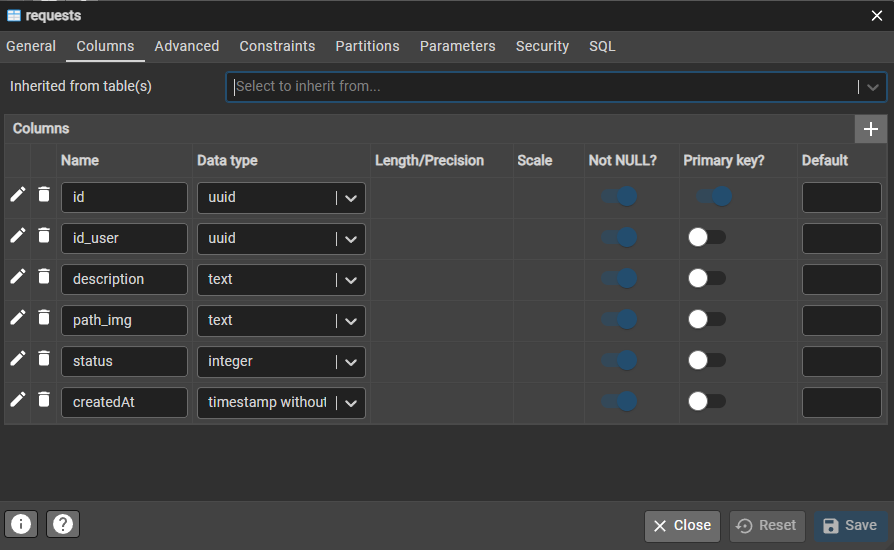 requests
General Columns Advanced Constraints Partitions Parameters Security SQL
Inherited from table(s) Select to inherit from...
Columns
Name Data type Length/Precision Scale Not NULL? Primary key? Default
id uuid
id_user uuid
description text
path_img text
status integer
createdAt timestamp without
Close Reset Save